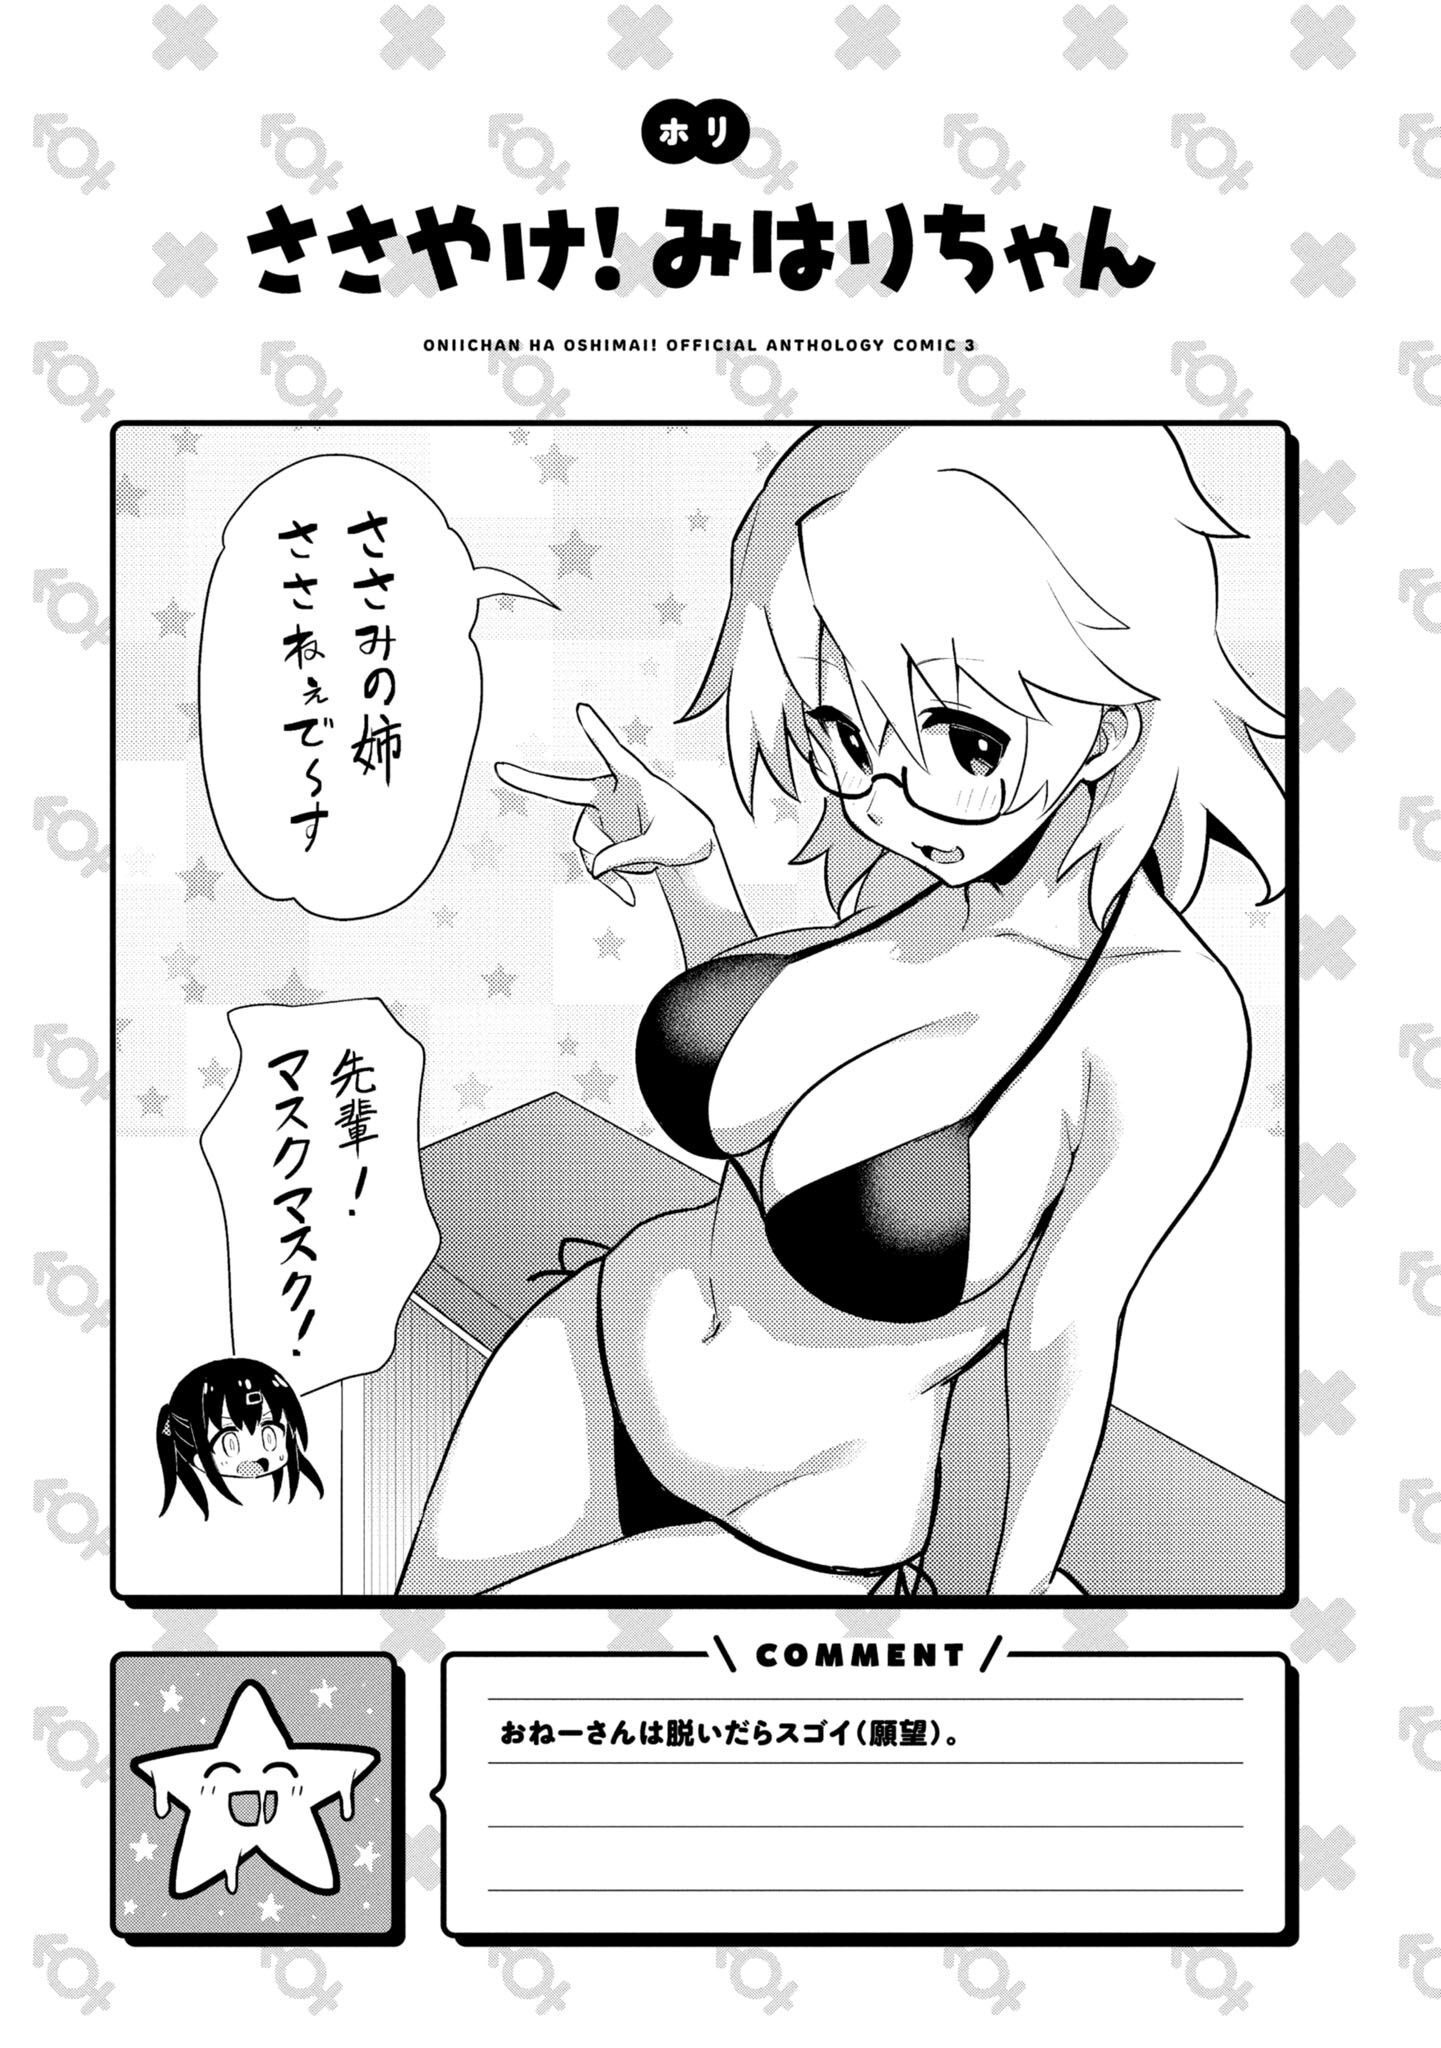 ホリ
ささやけ!みはりちゃん
ONIICHAN HA OSHIMAI! OFFICIAL ANTHOLOGY COMIC 3
ささみの姉
ささねぇで〜す
先輩!
マスクマスク!
\ COMMENT /
おねーさんは脱いだらスゴイ(願望)。